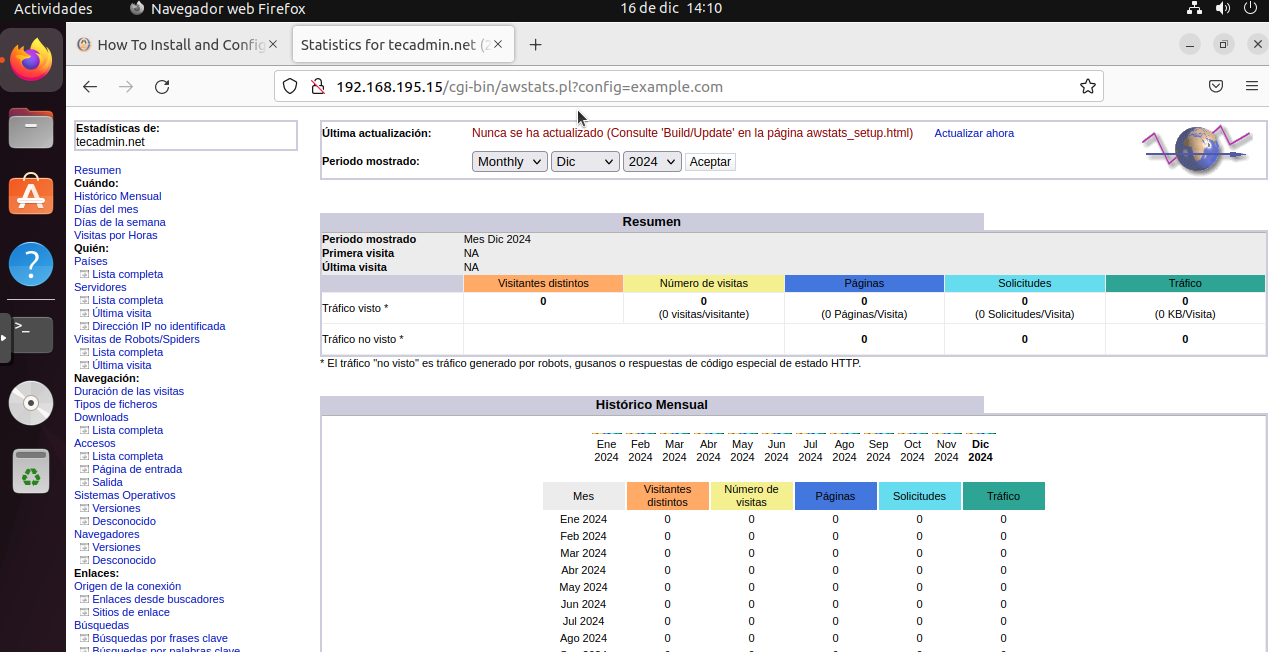 Actividades
Navegador web Firefox
16 de dic 14:10
How To Install and Config
Statistics for tecadmin.net (2
192.168.195.15/cgi-bin/awstats.pl?config=example.com
Estadísticas de:
tecadmin.net
Resumen
Cuándo:
Histórico Mensual
Días del mes
Días de la semana
Visitas por Horas
Quién:
Países
Lista completa
Servidores
Lista completa
Última visita
Dirección IP no identificada
Visitas de Robots/Spiders
Lista completa
Última visita
Navegación:
Duración de las visitas
Tipos de ficheros
Downloads
Lista completa
Accesos
Lista completa
Página de entrada
Salida
Sistemas Operativos
Versiones
Desconocido
Navegadores
Versiones
Desconocido
Enlaces:
Origen de la conexión
Enlaces desde buscadores
Sitios de enlace
Búsquedas
Búsquedas por frases clave
Búsquedas por palabras clave
Última actualización: Nunca se ha actualizado (Consulte 'Build/Update' en la página awstats_setup.html) Actualizar ahora
Periodo mostrado: Monthly Dic 2024 Aceptar
Resumen
Periodo mostrado Mes Dic 2024
Primera visita NA
Última visita NA
Visitantes distintos Número de visitas Páginas Solicitudes Tráfico
Tráfico visto * 0 0 0 0 0
(0 visitas/visitante) (0 Páginas/Visita) (0 Solicitudes/Visita) (0 KB/Visita)
Tráfico no visto * 0 0 0
* El tráfico "no visto" es tráfico generado por robots, gusanos o respuestas de código especial de estado HTTP.
Histórico Mensual
Ene Feb Mar Abr May Jun Jul Ago Sep Oct Nov Dic
2024 2024 2024 2024 2024 2024 2024 2024 2024 2024 2024 2024
Mes Visitantes distintos Número de visitas Páginas Solicitudes Tráfico
Ene 2024 0 0 0 0 0
Feb 2024 0 0 0 0 0
Mar 2024 0 0 0 0 0
Abr 2024 0 0 0 0 0
May 2024 0 0 0 0 0
Jun 2024 0 0 0 0 0
Jul 2024 0 0 0 0 0
Ago 2024 0 0 0 0 0